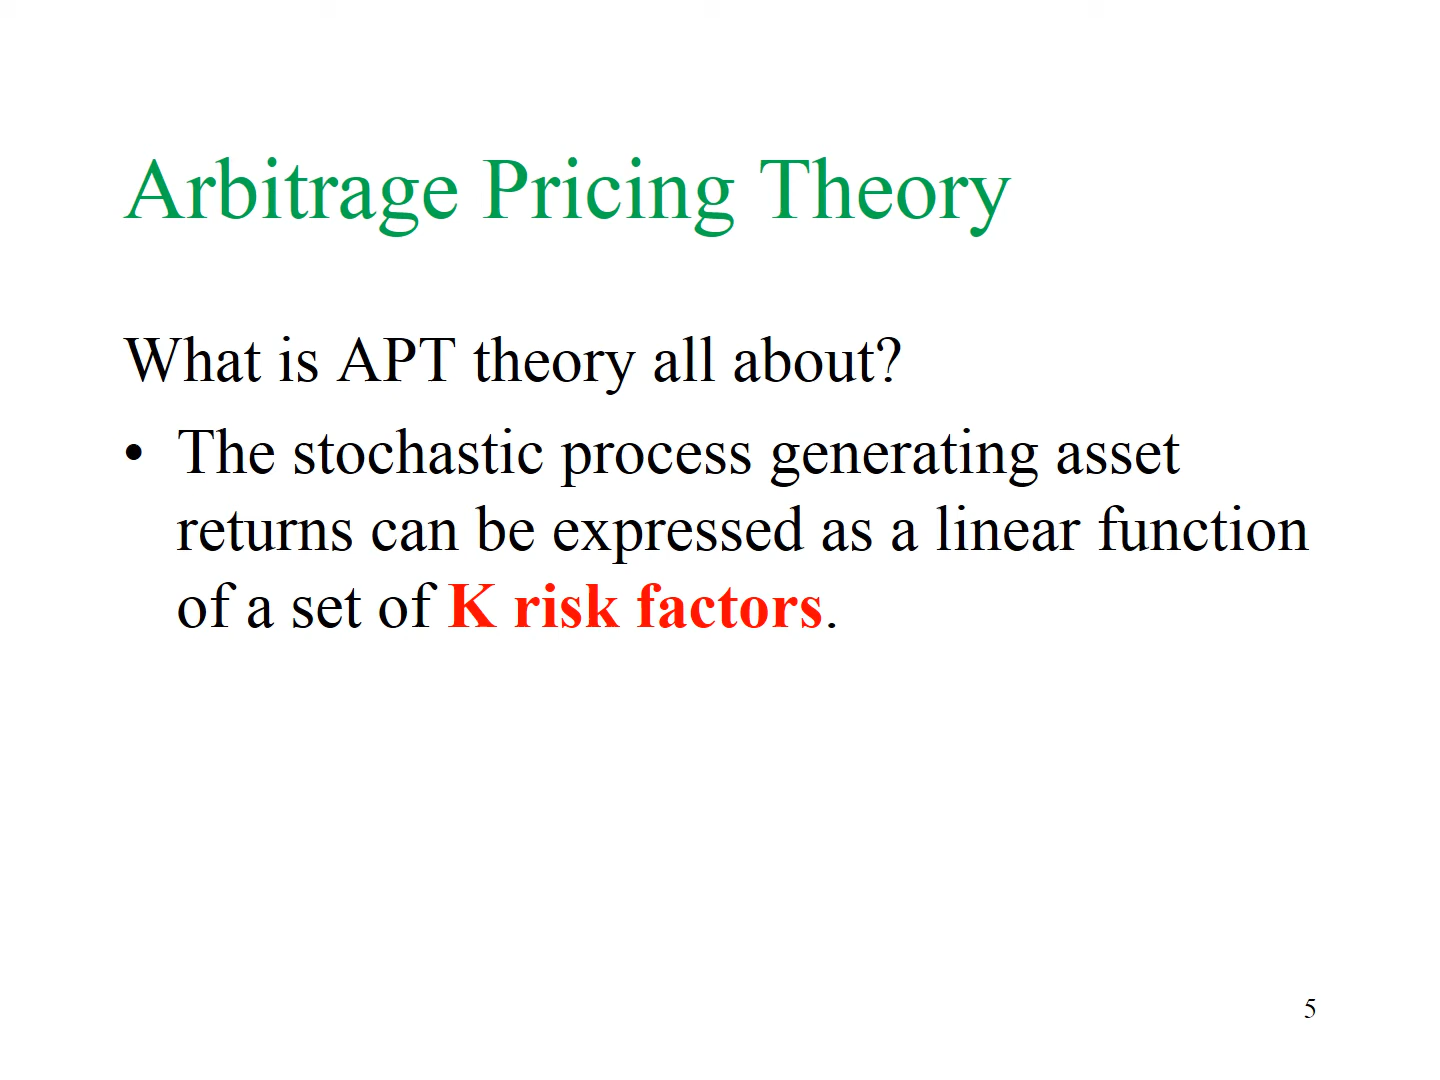 Arbitrage Pricing Theory
What is APT theory all about?
• The stochastic process generating asset
returns can be expressed as a linear function
of a set of K risk factors.
5